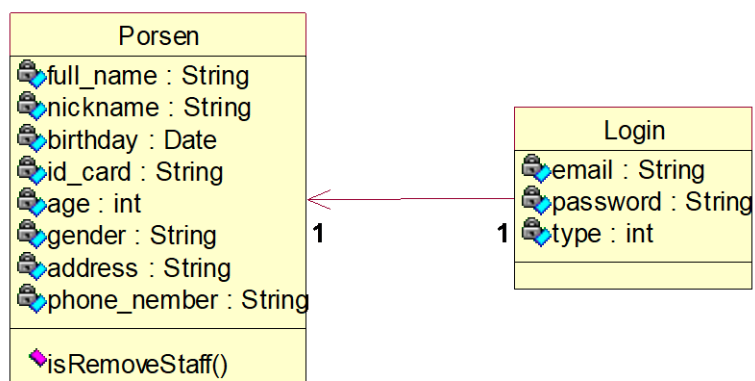 Porsen
full_name : String
nickname : String
birthday : Date
id_card : String
age : int
gender : String
address : String
phone_nember : String
isRemoveStaff()
1
1
Login
email : String
password : String
type : int